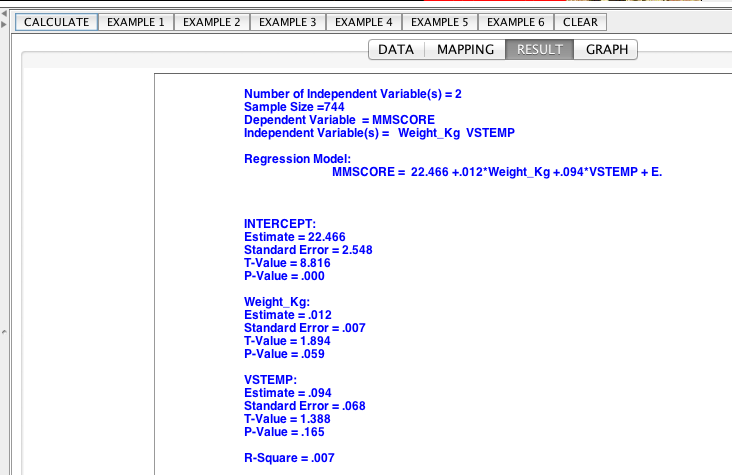 CALCULATE EXAMPLE 1 EXAMPLE 2 EXAMPLE 3 EXAMPLE 4 EXAMPLE 5 EXAMPLE 6 CLEAR
DATA MAPPING RESULT GRAPH
Number of Independent Variable(s) = 2
Sample Size =744
Dependent Variable = MMSCORE
Independent Variable(s) = Weight_Kg VSTEMP
Regression Model:
MMSCORE = 22.466 +.012*Weight_Kg +.094*VSTEMP + E.
INTERCEPT:
Estimate = 22.466
Standard Error = 2.548
T-Value = 8.816
P-Value = .000
Weight_Kg:
Estimate = .012
Standard Error = .007
T-Value = 1.894
P-Value = .059
VSTEMP:
Estimate = .094
Standard Error = .068
T-Value = 1.388
P-Value = .165
R-Square = .007